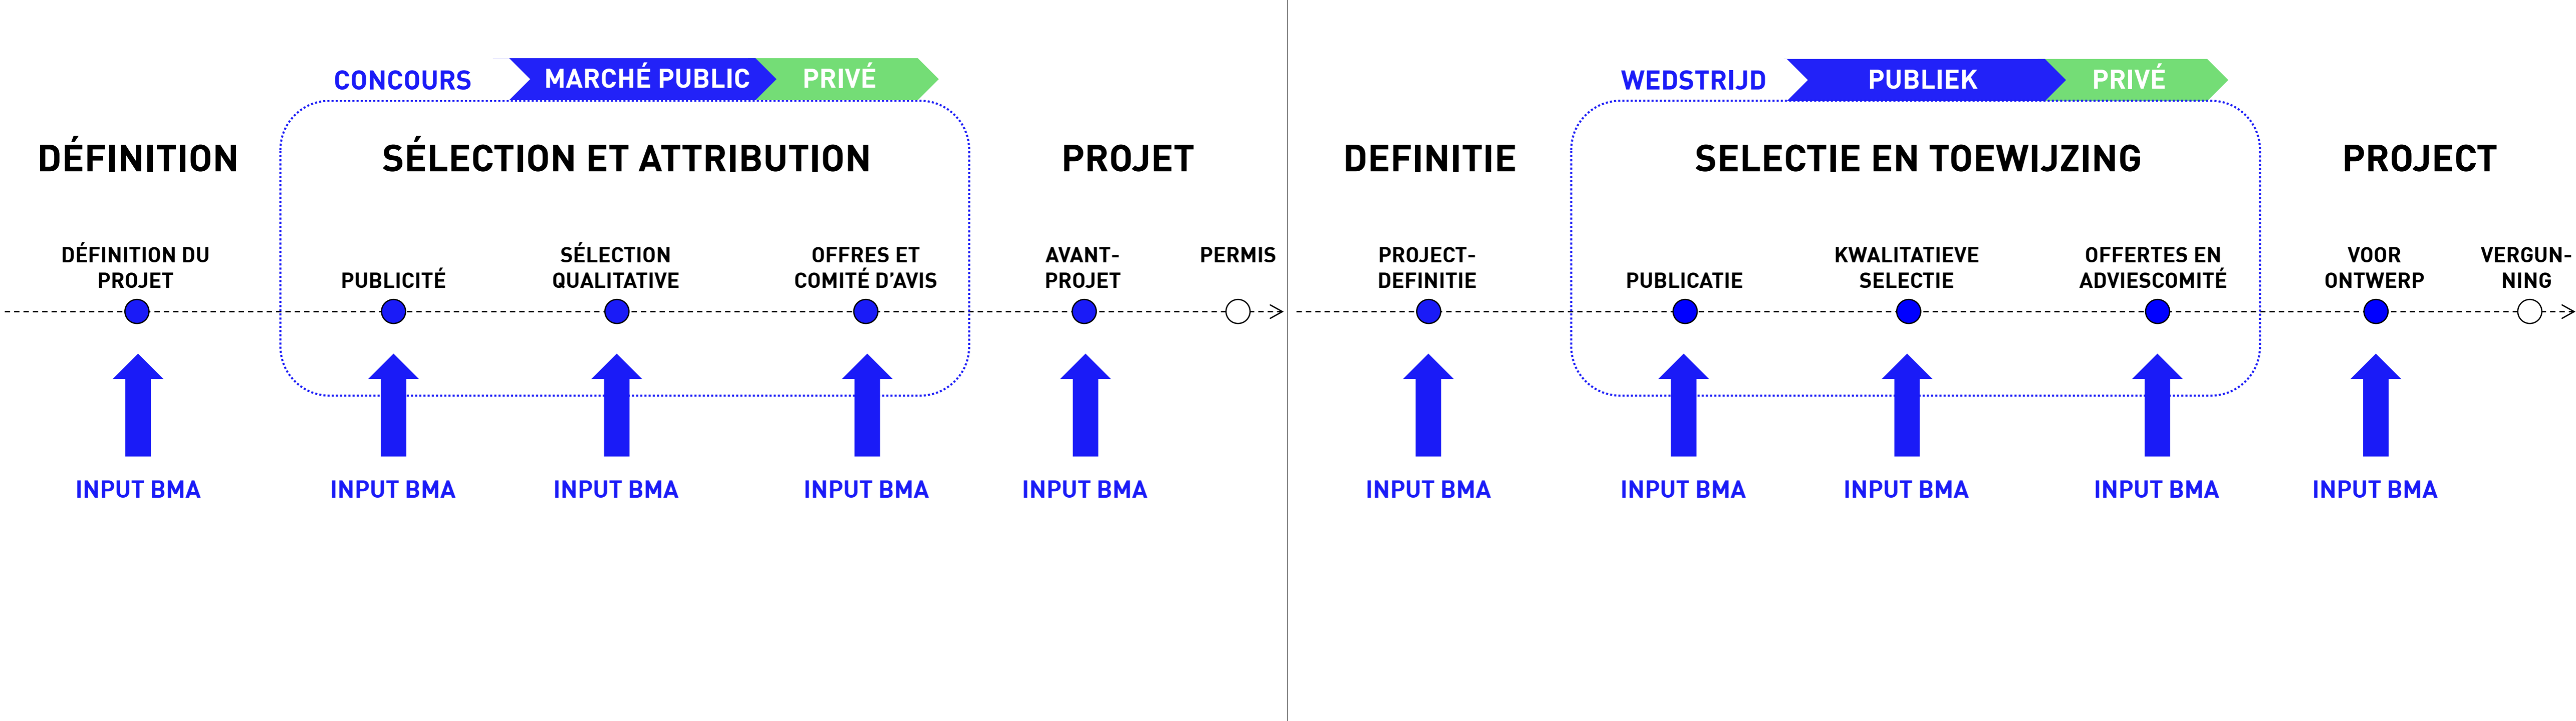 CONCOURS
MARCHÉ PUBLIC
PRIVÉ
DÉFINITION
SÉLECTION ET ATTRIBUTION
PROJET
DÉFINITION DU
PROJET
PUBLICITÉ
SÉLECTION
QUALITATIVE
OFFRES ET
COMITÉ D'AVIS
AVANT-
PROJET
PERMIS
INPUT BMA
INPUT BMA
INPUT BMA
INPUT BMA
INPUT BMA
WEDSTRIJD
PUBLIEK
PRIVÉ
DEFINITIE
SELECTIE EN TOEWIJZING
PROJECT
PROJECT-
DEFINITIE
PUBLICATIE
KWALITATIEVE
SELECTIE
OFFERTES EN
ADVIESCOMITÉ
VOOR
ONTWERP
VERGUN-
NING
INPUT BMA
INPUT BMA
INPUT BMA
INPUT BMA
INPUT BMA